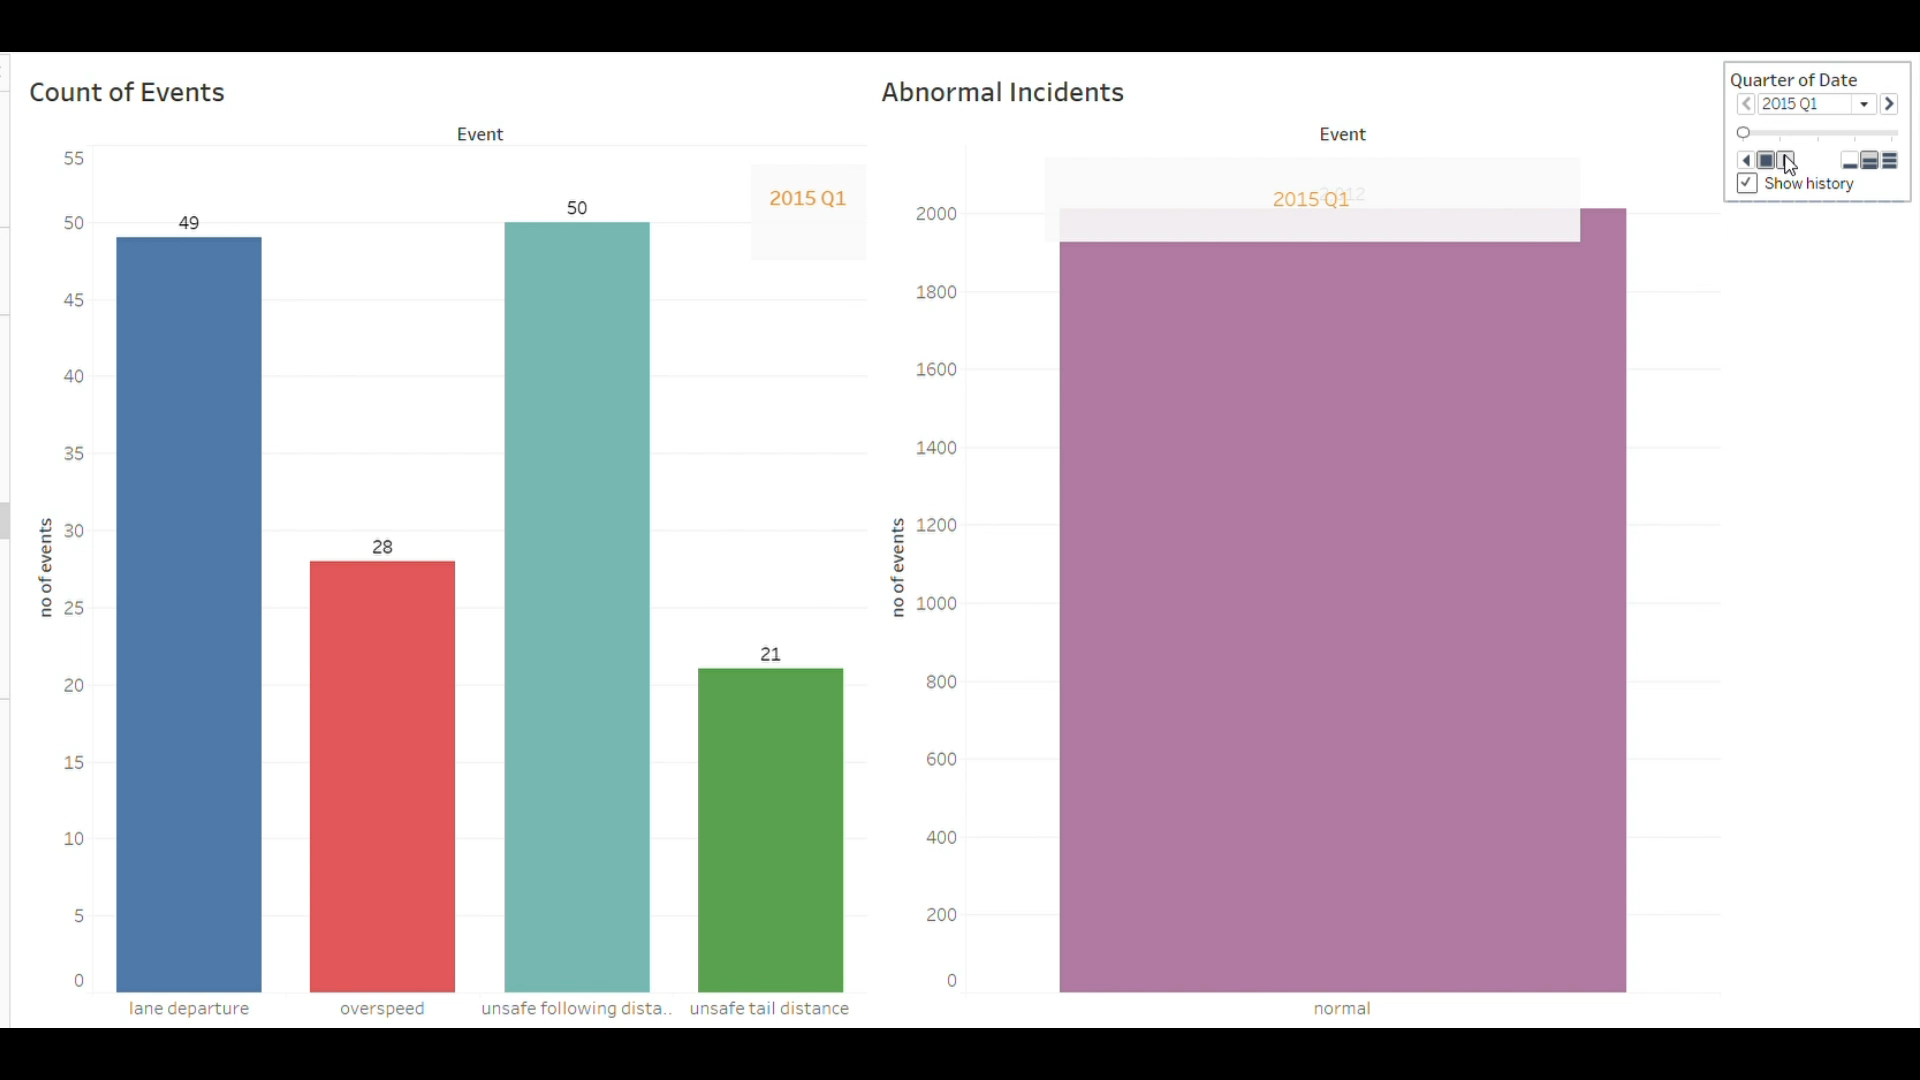 Count of Events
Event
55
50
45
40
35
30
25
20
15
10
5
0
no of events
2015 Q1
49
28
50
21
lane departure
overspeed
unsafe following dista..
unsafe tail distance
Abnormal Incidents
Event
2000
1800
1600
1400
1200
1000
800
600
400
200
0
no of events
2015 Q1
normal
Quarter of Date
2015 Q1
Show history